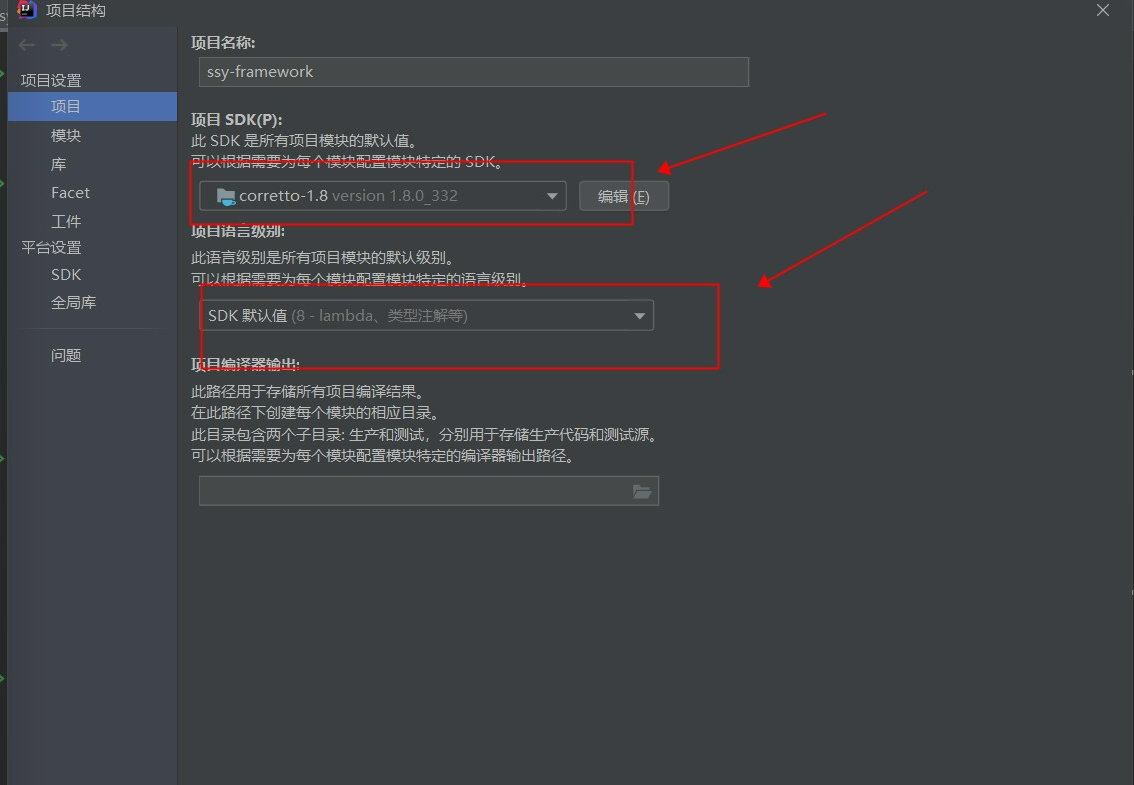 项目结构
项目设置
项目
模块
库
Facet
工件
平台设置
SDK
全局库
问题
项目名称:
ssy-framework
项目 SDK(P):
此 SDK 是所有项目模块的默认值。
可以根据需要为每个模块配置模块特定的 SDK。
corretto-1.8 version 1.8.0_332
编辑(E)
项目语言级别:
此语言级别是所有项目模块的默认级别。
可以根据需要为每个模块配置模块特定的语言级别。
SDK 默认值 (8 - lambda、类型注解等)
项目编译器输出:
此路径用于存储所有项目编译结果。
在此路径下创建每个模块的相应目录。
此目录包含两个子目录: 生产和测试，分别用于存储生产代码和测试源。
可以根据需要为每个模块配置模块特定的编译器输出路径。